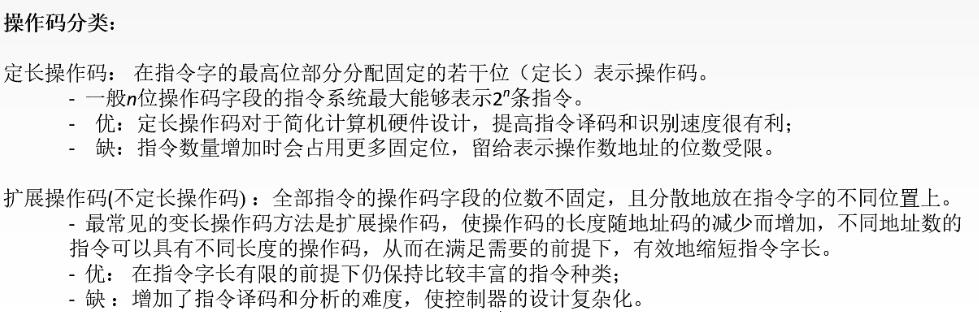 操作码分类：
定长操作码： 在指令字的最高位部分分配固定的若干位（定长）表示操作码。
- 一般n位操作码字段的指令系统最大能够表示2ⁿ条指令。
- 优：定长操作码对于简化计算机硬件设计，提高指令译码和识别速度很有利；
- 缺：指令数量增加时会占用更多固定位，留给表示操作数地址的位数受限。
扩展操作码(不定长操作码)：全部指令的操作码字段的位数不固定，且分散地放在指令字的不同位置上。
- 最常见的变长操作码方法是扩展操作码，使操作码的长度随地址码的减少而增加，不同地址数的
指令可以具有不同长度的操作码，从而在满足需要的前提下，有效地缩短指令字长。
- 优： 在指令字长有限的前提下仍保持比较丰富的指令种类；
- 缺：增加了指令译码和分析的难度，使控制器的设计复杂化。